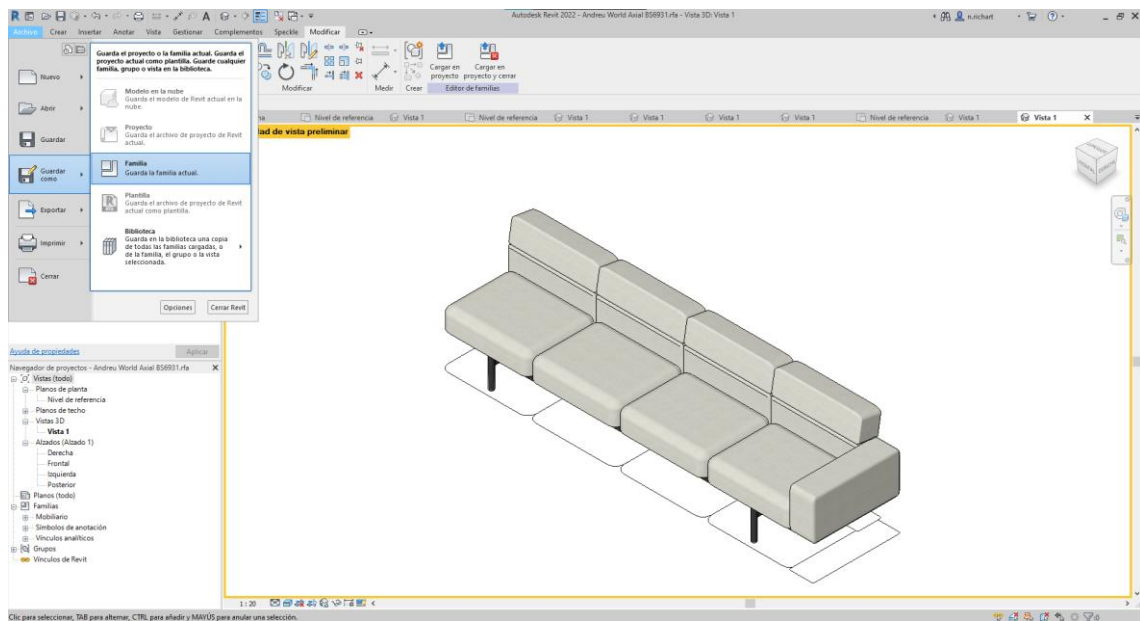 Autodesk Revit 2022 - Andreu World Axial BS6931.rfa - Vista 3D: Vista 1
n.richart
Archivo Crear Insertar Anotar Vista Gestionar Complementos Speckle Modificar
Nuevo
Abrir
Guardar
Guardar
como
Exportar
Imprimir
Cerrar
Guarda el proyecto o la familia actual. Guarda el
proyecto actual como plantilla. Guarde cualquier
familia, grupo o vista en la biblioteca.
Modelo en la nube
Guarda el modelo de Revit actual en la
nube.
Proyecto
Guarda el archivo de proyecto de Revit
actual.
Familia
Guarda la familia actual.
Plantilla
Guarda el archivo de proyecto de Revit
actual como plantilla.
Biblioteca
Guarda en la biblioteca una copia
de todas las familias cargadas, o
de la familia, el grupo o la vista
seleccionada.
Opciones Cerrar Revit
Cargar en
proyecto
Cargar en
proyecto y cerrar
Modificar Medir Crear Editor de familias
Nivel de referencia Vista 1 Nivel de referencia Vista 1 Vista 1 Vista 1 Vista 1 Nivel de referencia Vista 1 Vista 1 X
dad de vista preliminar
Ayuda de propiedades Aplicar
Navegador de proyectos - Andreu World Axial BS6931.rfa X
Vistas (todo)
Planos de planta
Nivel de referencia
Planos de techo
Vistas 3D
Vista 1
Alzados (Alzado 1)
Derecha
Frontal
Izquierda
Posterior
Planos (todo)
Familias
Mobiliario
Símbolos de anotación
Vínculos analíticos
Grupos
Vínculos de Revit
1 : 20
Clic para seleccionar, TAB para alternar, CTRL para añadir y MAYÚS para anular una selección.
:0